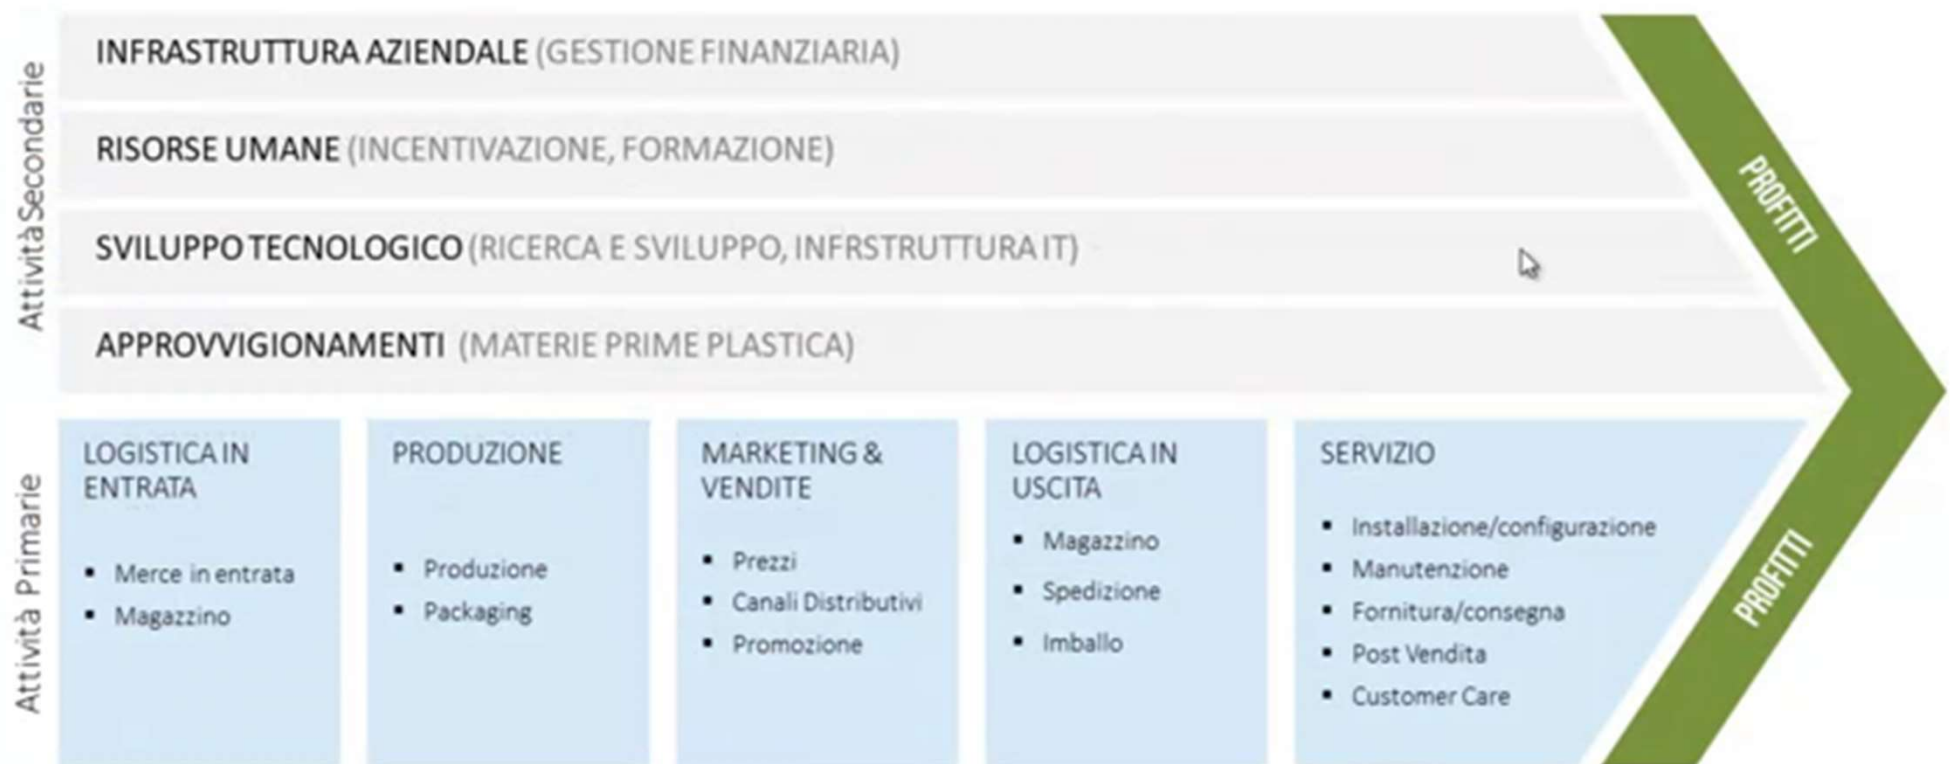 Attività Secondarie
INFRASTRUTTURA AZIENDALE (GESTIONE FINANZIARIA)
RISORSE UMANE (INCENTIVAZIONE, FORMAZIONE)
SVILUPPO TECNOLOGICO (RICERCA E SVILUPPO, INFRSTRUTTURA IT)
APPROVVIGIONAMENTI (MATERIE PRIME PLASTICA)
PROFITTI
Attività Primarie
LOGISTICA IN
ENTRATA
▪ Merce in entrata
▪ Magazzino
PRODUZIONE
▪ Produzione
▪ Packaging
MARKETING &
VENDITE
▪ Prezzi
▪ Canali Distributivi
▪ Promozione
LOGISTICA IN
USCITA
▪ Magazzino
▪ Spedizione
▪ Imballo
SERVIZIO
▪ Installazione/configurazione
▪ Manutenzione
▪ Fornitura/consegna
▪ Post Vendita
▪ Customer Care
PROFITTI